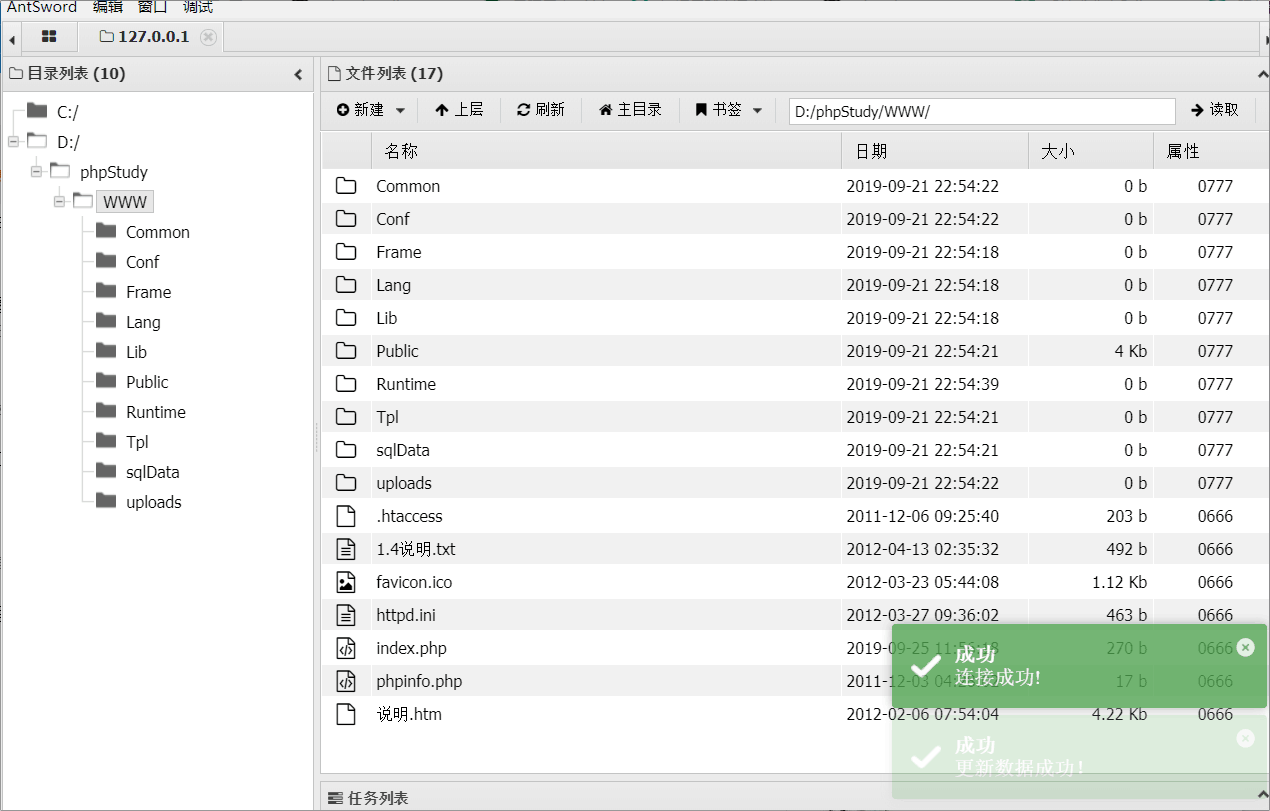 AntSword 编辑 窗口 调试
127.0.0.1
目录列表 (10)
C:/
D:/
phpStudy
WWW
Common
Conf
Frame
Lang
Lib
Public
Runtime
Tpl
sqlData
uploads
文件列表 (17)
新建 上层 刷新 主目录 书签 D:/phpStudy/WWW/ 读取
名称 日期 大小 属性
Common 2019-09-21 22:54:22 0 b 0777
Conf 2019-09-21 22:54:22 0 b 0777
Frame 2019-09-21 22:54:18 0 b 0777
Lang 2019-09-21 22:54:18 0 b 0777
Lib 2019-09-21 22:54:18 0 b 0777
Public 2019-09-21 22:54:21 4 Kb 0777
Runtime 2019-09-21 22:54:39 0 b 0777
Tpl 2019-09-21 22:54:21 0 b 0777
sqlData 2019-09-21 22:54:21 0 b 0777
uploads 2019-09-21 22:54:22 0 b 0777
.htaccess 2011-12-06 09:25:40 203 b 0666
1.4说明.txt 2012-04-13 02:35:32 492 b 0666
favicon.ico 2012-03-23 05:44:08 1.12 Kb 0666
httpd.ini 2012-03-27 09:36:02 463 b 0666
index.php 2019-09-25 270 b 0666
phpinfo.php 2011-12-03 17 b 0666
说明.htm 2012-02-06 07:54:04 4.22 Kb 0666
成功
连接成功!
成功
更新数据成功!
任务列表